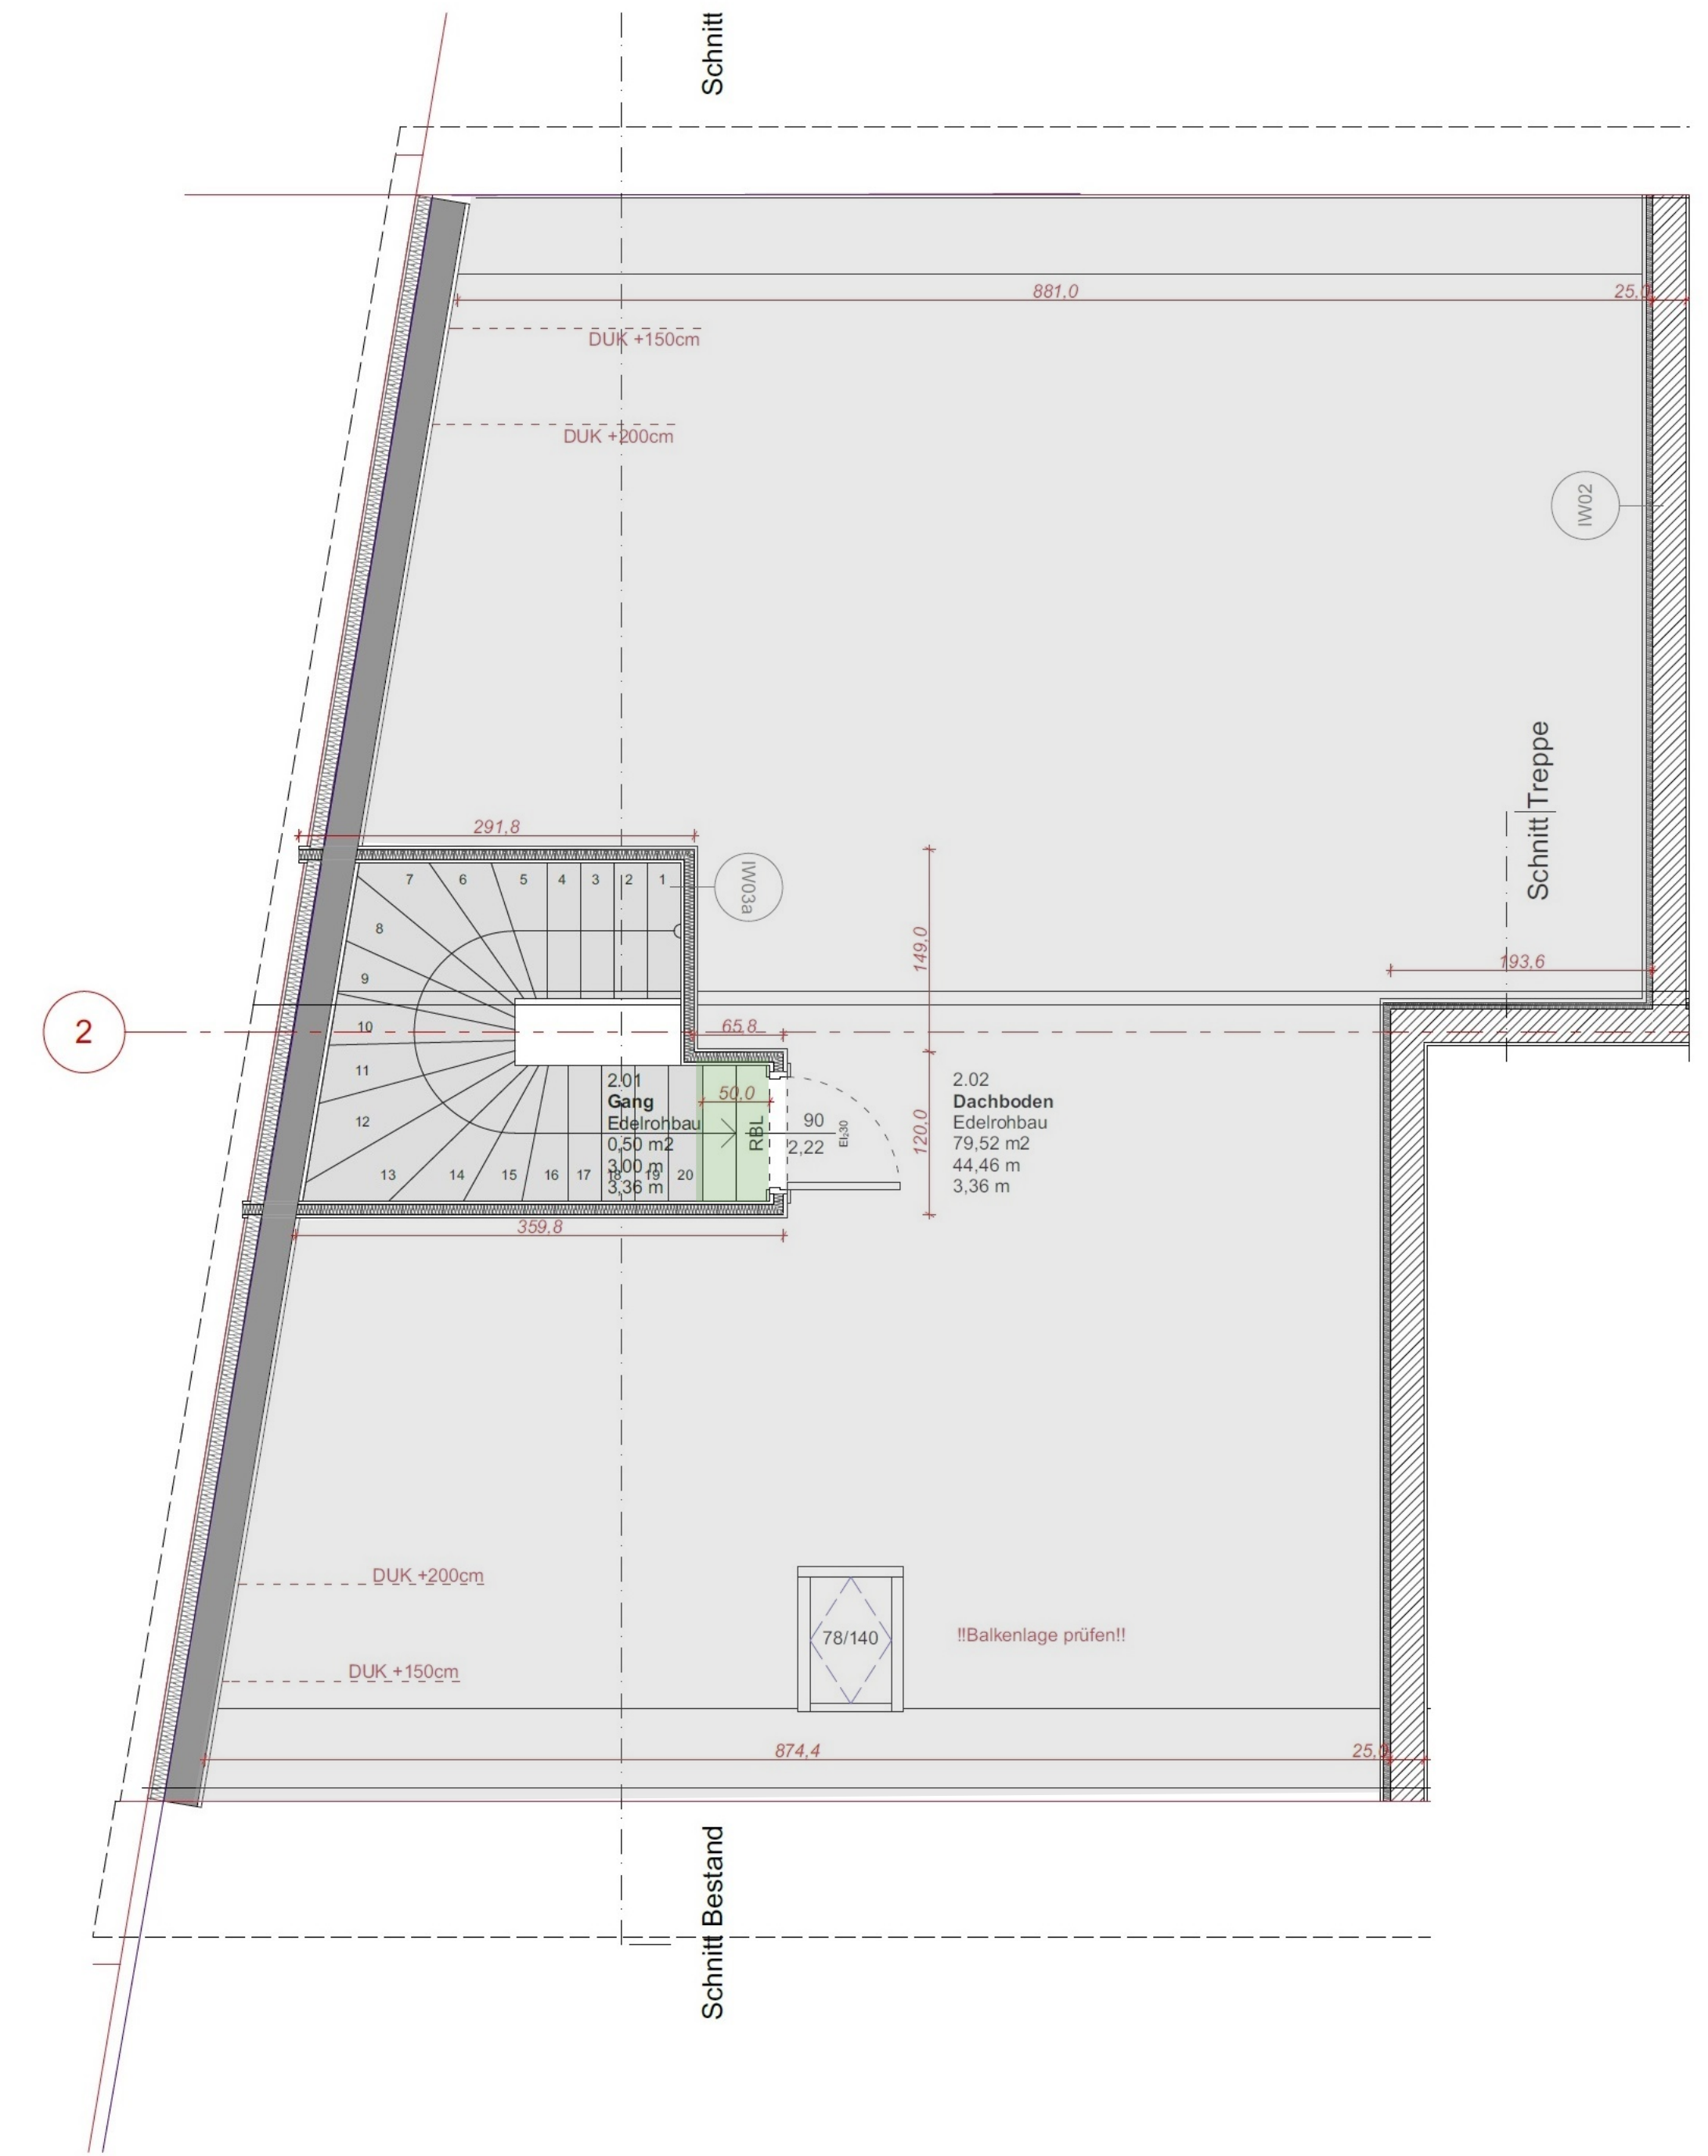 Schnitt
881,0
25,0
DUK +150cm
DUK +200cm
IW02
Schnitt Treppe
291,8
7
6
5
4
3
2
1
IW03a
8
149,0
193,6
9
2
10
65,8
11
2.01
Gang
Edelrohbau
0,50 m2
3,00 m
3,36 m
50,0
RBL
90
2,22
EI₂30
120,0
2.02
Dachboden
Edelrohbau
79,52 m2
44,46 m
3,36 m
12
13
14
15
16
17
18
19
20
359,8
DUK +200cm
78/140
!!Balkenlage prüfen!!
DUK +150cm
874,4
25,0
Schnitt Bestand